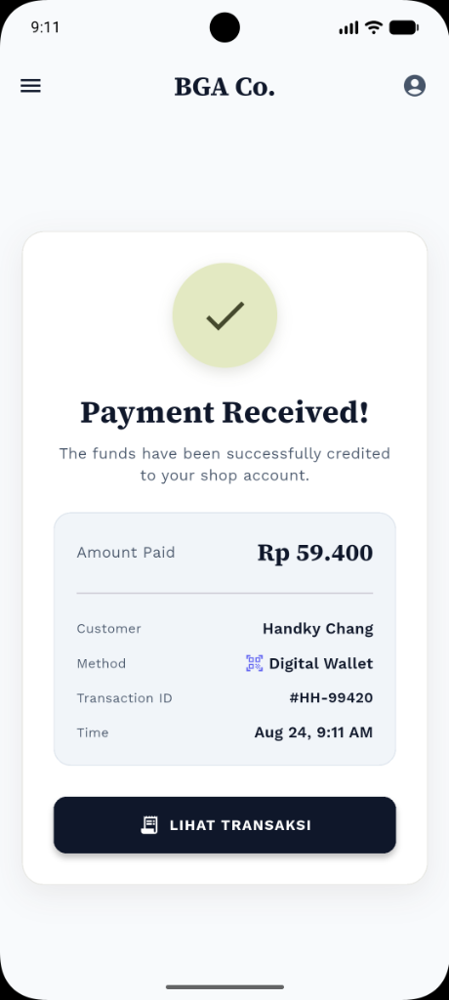 9:11
BGA Co.
Payment Received!
The funds have been successfully credited
to your shop account.
Amount Paid Rp 59.400
Customer Handky Chang
Method Digital Wallet
Transaction ID #HH-99420
Time Aug 24, 9:11 AM
LIHAT TRANSAKSI